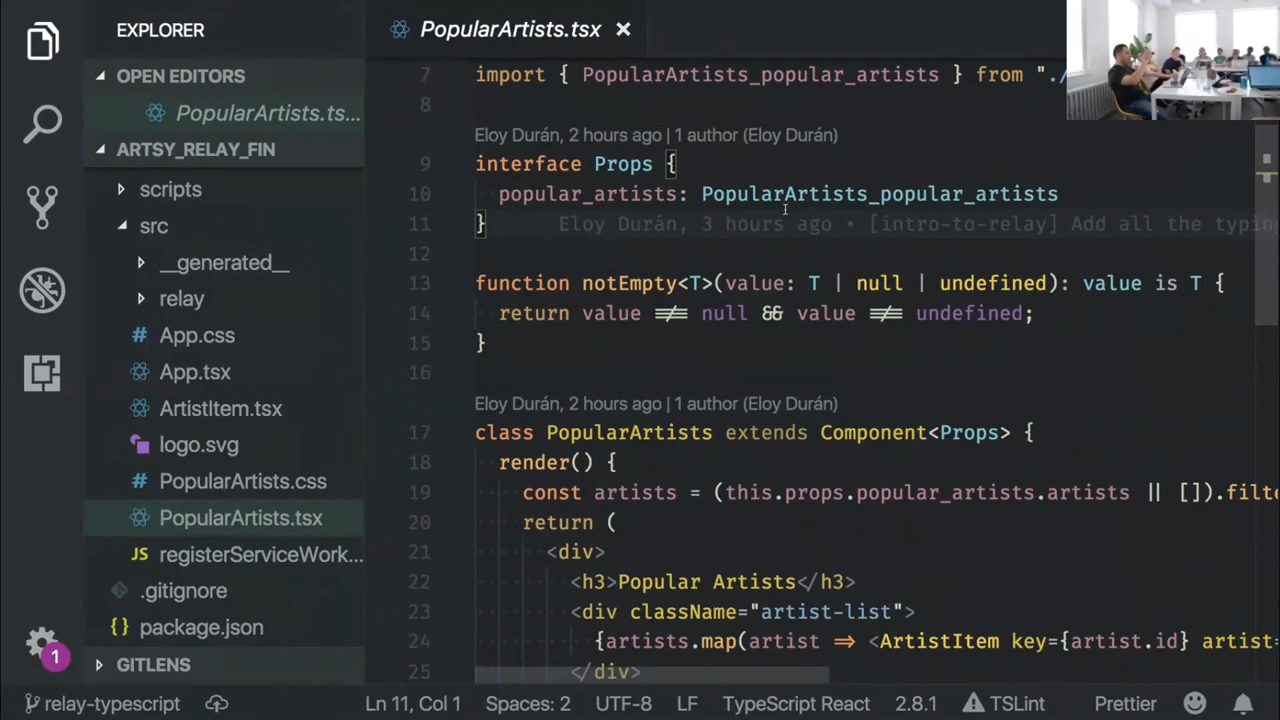 EXPLORER
OPEN EDITORS
PopularArtists.ts...
ARTSY_RELAY_FIN
scripts
src
__generated__
relay
App.css
App.tsx
ArtistItem.tsx
logo.svg
PopularArtists.css
PopularArtists.tsx
JS registerServiceWork...
.gitignore
{} package.json
GITLENS
1
PopularArtists.tsx
7 import { PopularArtists_popular_artists } from "./
8
Eloy Durán, 2 hours ago | 1 author (Eloy Durán)
9 interface Props {
10 popular_artists: PopularArtists_popular_artists
11 } Eloy Durán, 3 hours ago • [intro-to-relay] Add all the typin
12
13 function notEmpty<T>(value: T | null | undefined): value is T {
14 return value !== null && value !== undefined;
15 }
16
Eloy Durán, 2 hours ago | 1 author (Eloy Durán)
17 class PopularArtists extends Component<Props> {
18 render() {
19 const artists = (this.props.popular_artists.artists || []).filte
20 return (
21 <div>
22 <h3>Popular Artists</h3>
23 <div className="artist-list">
24 {artists.map(artist => <ArtistItem key={artist.id} artist=
25 </div>
relay-typescript
Ln 11, Col 1 Spaces: 2 UTF-8 LF TypeScript React 2.8.1 TSLint Prettier